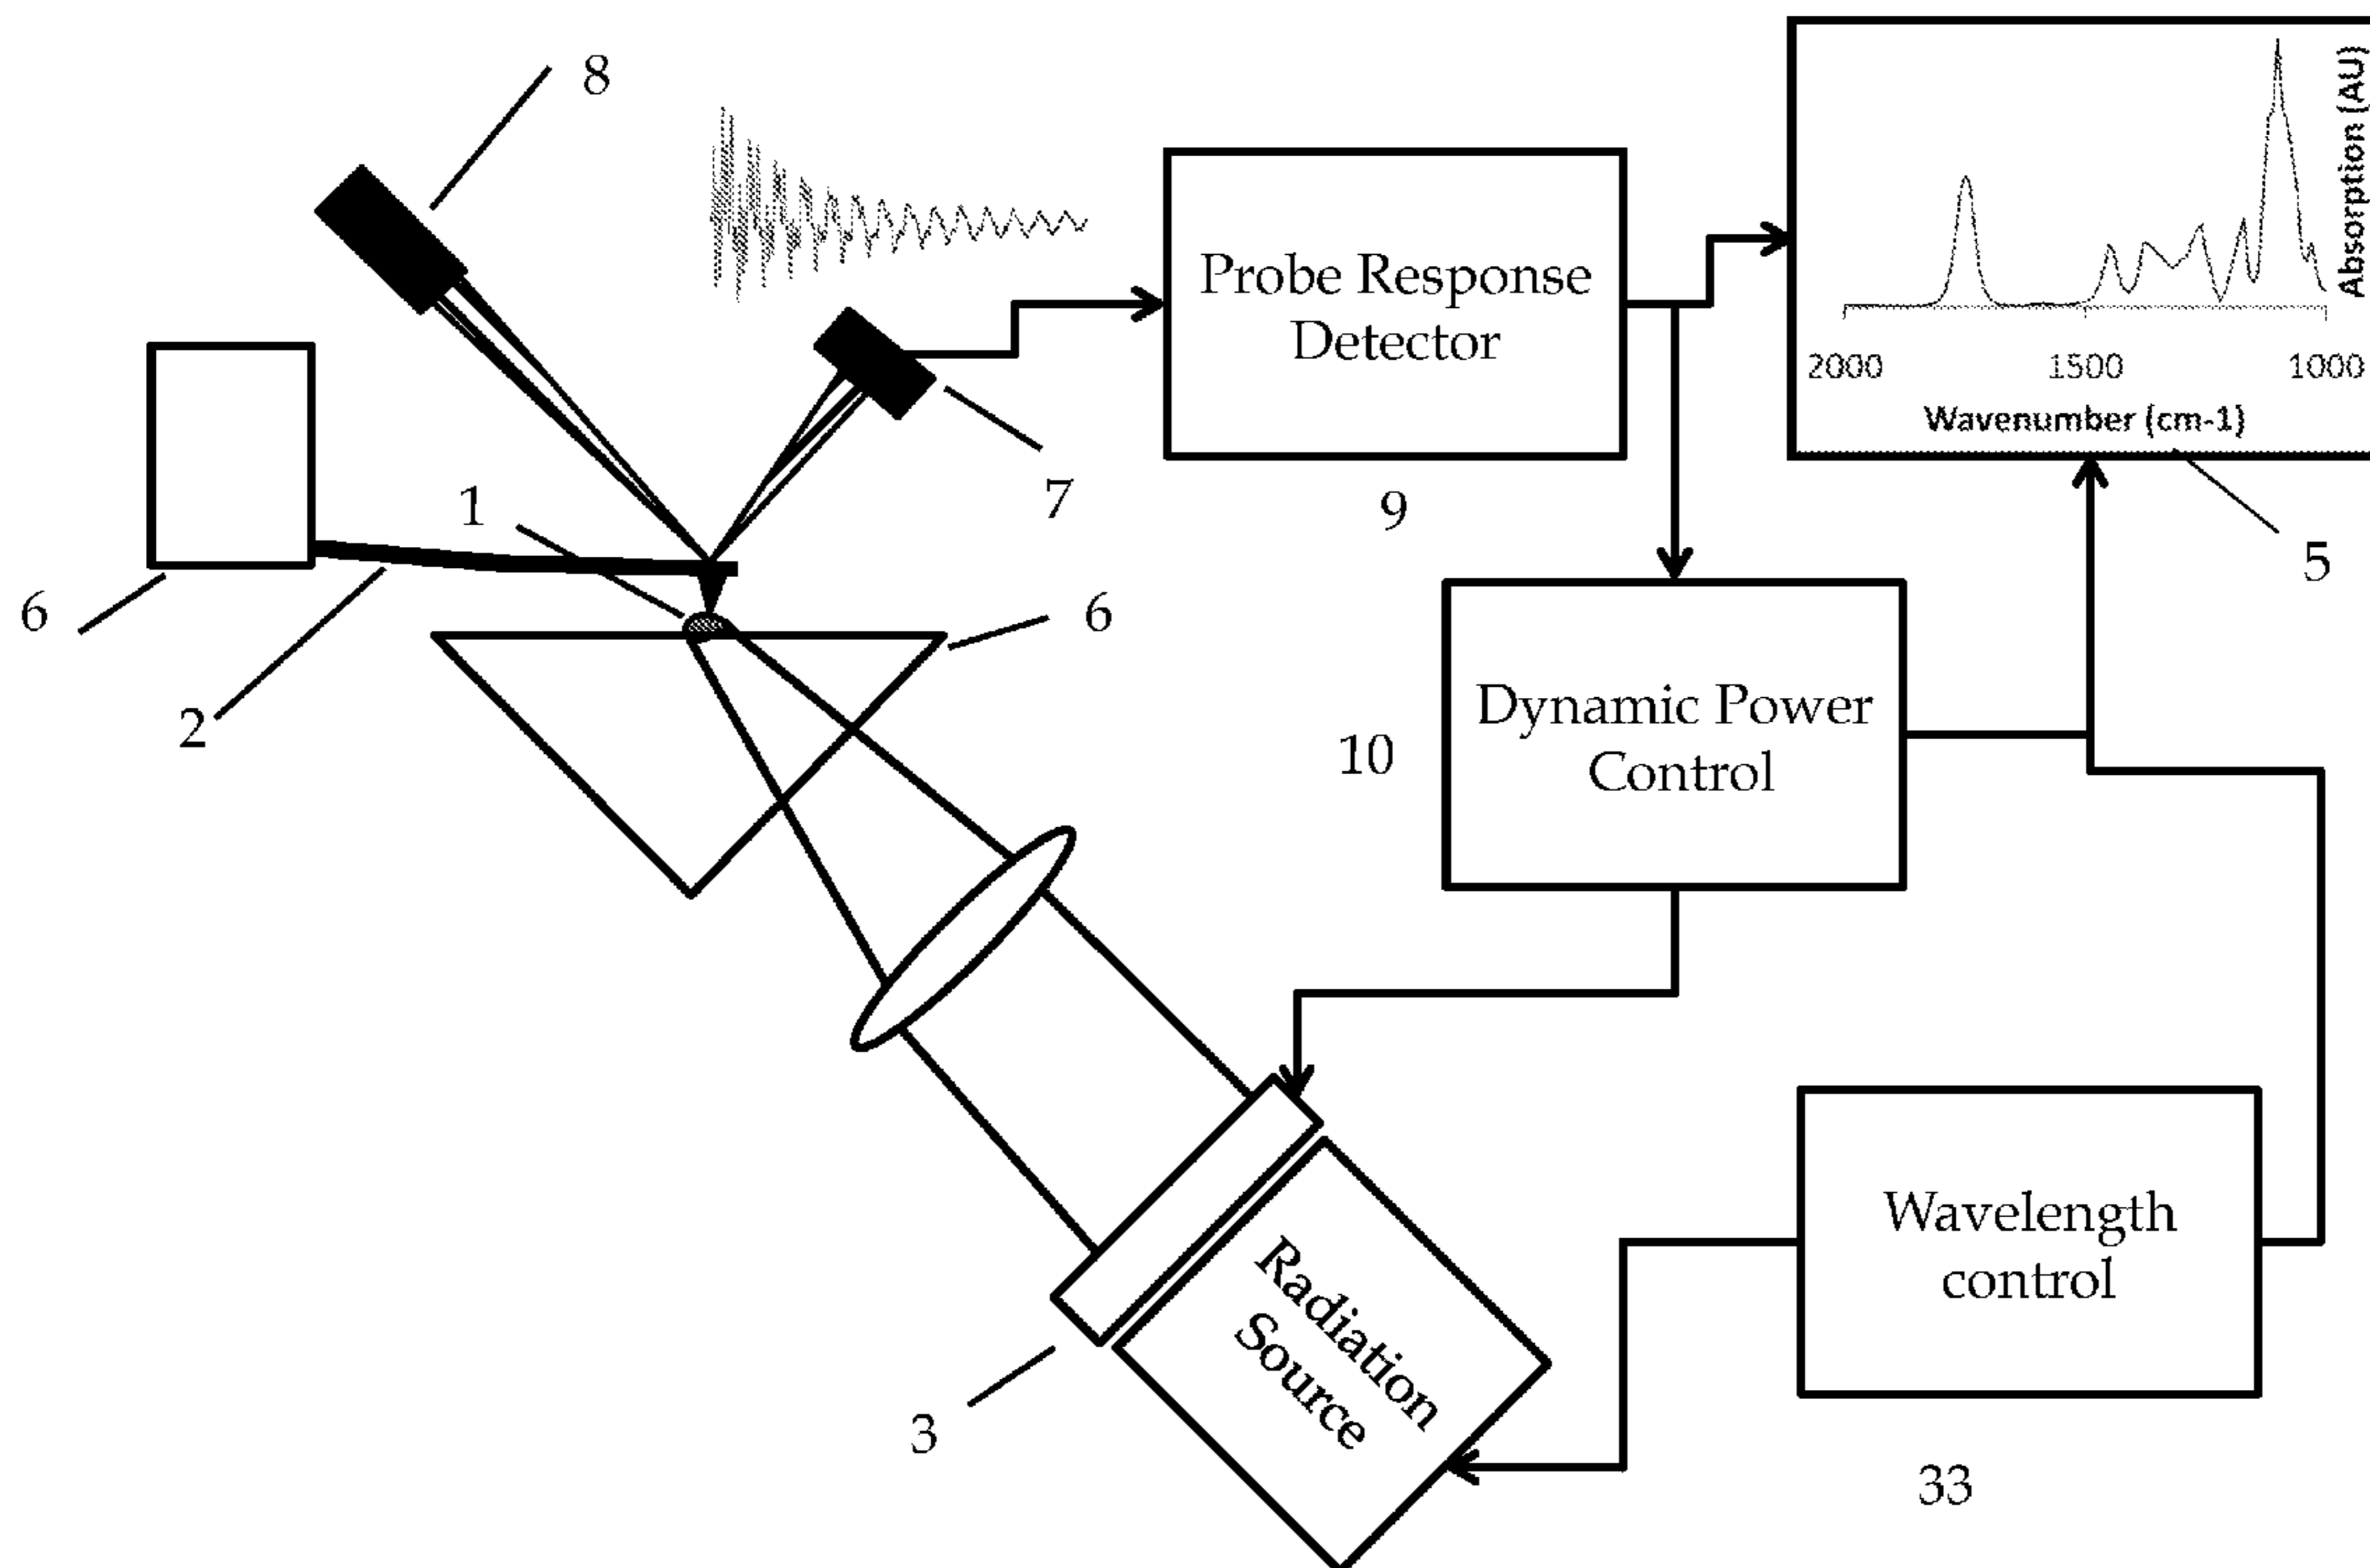 8
Probe Response
Detector
Absorption (AU)
2000 1500 1000
Wavenumber (cm-1)
1
7
9
5
6
6
2
Dynamic Power
Control
10
Wavelength
control
Radiation
Source
3
33